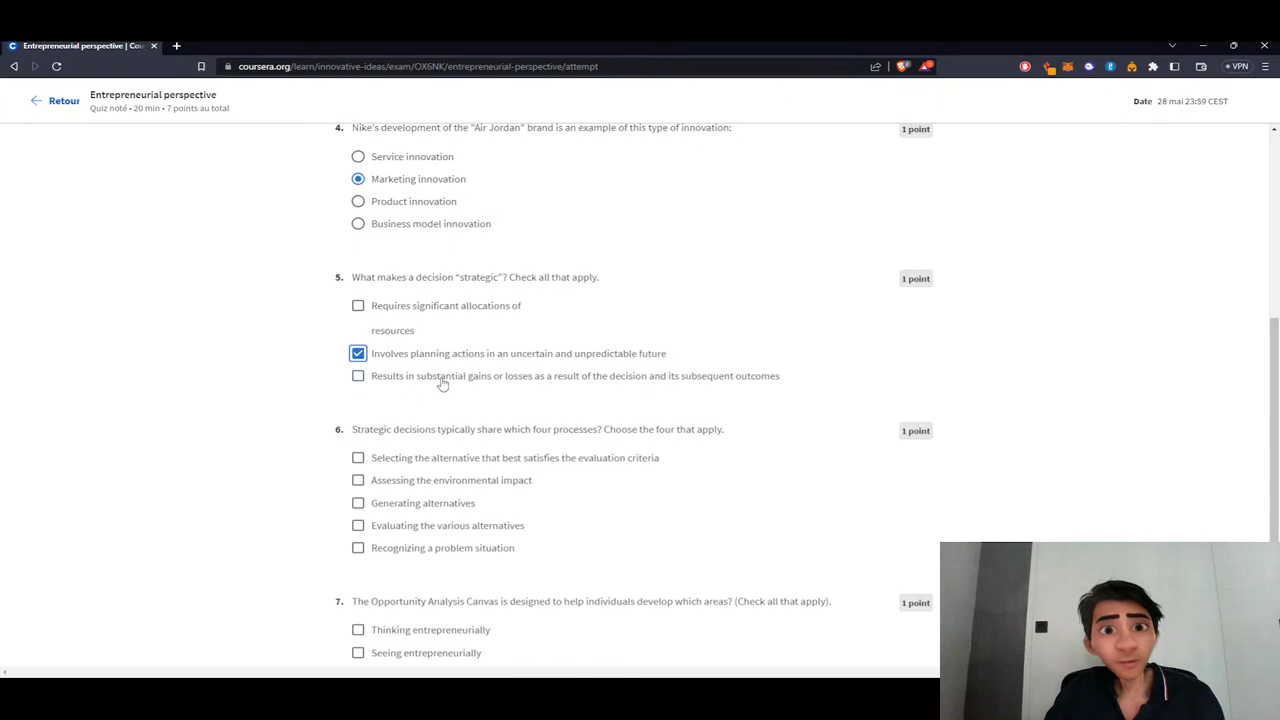 Entrepreneurial perspective | Cou
coursera.org/learn/innovative-ideas/exam/OX6NK/entrepreneurial-perspective/attempt
VPN
Retour
Entrepreneurial perspective
Quiz noté • 20 min • 7 points au total
Date 28 mai 23:59 CEST
4. Nike's development of the "Air Jordan" brand is an example of this type of innovation:
1 point
Service innovation
Marketing innovation
Product innovation
Business model innovation
5. What makes a decision “strategic”? Check all that apply.
1 point
Requires significant allocations of
resources
Involves planning actions in an uncertain and unpredictable future
Results in substantial gains or losses as a result of the decision and its subsequent outcomes
6. Strategic decisions typically share which four processes? Choose the four that apply.
1 point
Selecting the alternative that best satisfies the evaluation criteria
Assessing the environmental impact
Generating alternatives
Evaluating the various alternatives
Recognizing a problem situation
7. The Opportunity Analysis Canvas is designed to help individuals develop which areas? (Check all that apply).
1 point
Thinking entrepreneurially
Seeing entrepreneurially